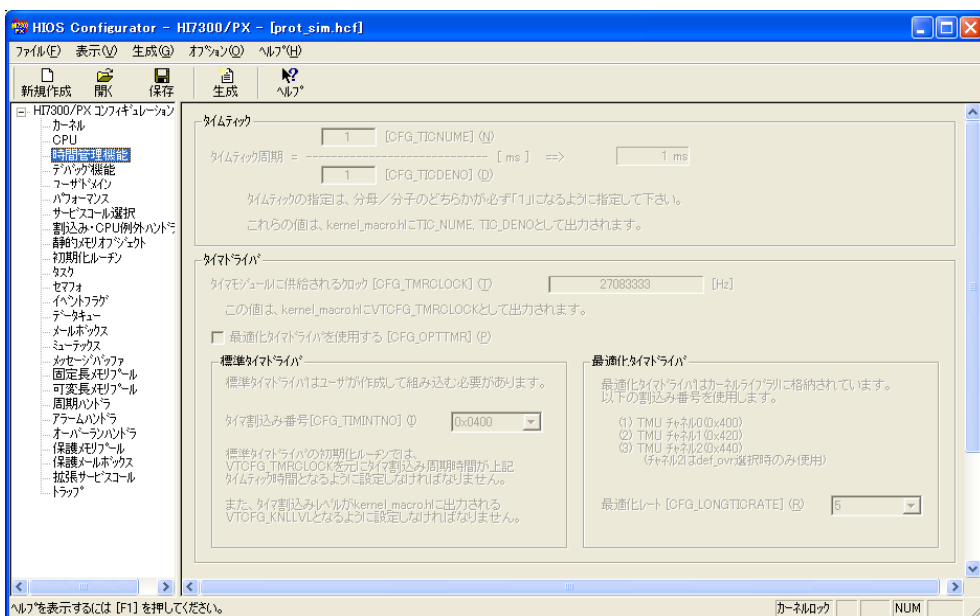 HIOS Configurator - HI7300/PX - [prot_sim.hcf]
ファイル(F) 表示(V) 生成(G) オプション(O) ヘルプ(H)
新規作成 開く 保存 生成 ヘルプ
HI7300/PX コンフィギュレーション
カーネル
CPU
時間管理機能
デバッグ機能
ユーザドメイン
パフォーマンス
サービスコール選択
割込み・CPU例外ハンドラ
静的メモリオブジェクト
初期化ルーチン
タスク
セマフォ
イベントフラグ
データキュー
メールボックス
ミューテックス
メッセージバッファ
固定長メモリプール
可変長メモリプール
周期ハンドラ
アラームハンドラ
オーバーランハンドラ
保護メモリプール
保護メールボックス
拡張サービスコール
トラップ
タイムティック
1 [CFG_TICNUME] (N)
タイムティック周期 = ------------------------------ [ ms ] ==> 1 ms
1 [CFG_TICDENO] (D)
タイムティックの指定は、分母/分子のどちらかが必ず「1」になるように指定して下さい。
これらの値は、kernel_macro.hにTIC_NUME, TIC_DENOとして出力されます。
タイマドライバ
タイマモジュールに供給されるクロック [CFG_TMRCLOCK] (T) 27083333 [Hz]
この値は、kernel_macro.hにVTCFG_TMRCLOCKとして出力されます。
最適化タイマドライバを使用する [CFG_OPTTMR] (P)
標準タイマドライバ
標準タイマドライバはユーザが作成して組み込む必要があります。
タイマ割込み番号[CFG_TIMINTNO] (I) 0x0400
標準タイマドライバの初期化ルーチンでは、
VTCFG_TMRCLOCKを元にタイマ割込み周期時間が上記
タイムティック時間となるように設定しなければなりません。
また、タイマ割込みレベルがkernel_macro.hに出力される
VTCFG_KNLLVLとなるように設定しなければなりません。
最適化タイマドライバ
最適化タイマドライバはカーネルライブラリに格納されています。
以下の割込み番号を使用します。
(1) TMU チャネル0(0x400)
(2) TMU チャネル1(0x420)
(3) TMU チャネル2(0x440)
(チャネル2はdef_ovr選択時のみ使用)
最適化レート [CFG_LONGTICRATE] (R) 5
ヘルプを表示するには [F1] を押してください。 カーネルロック NUM